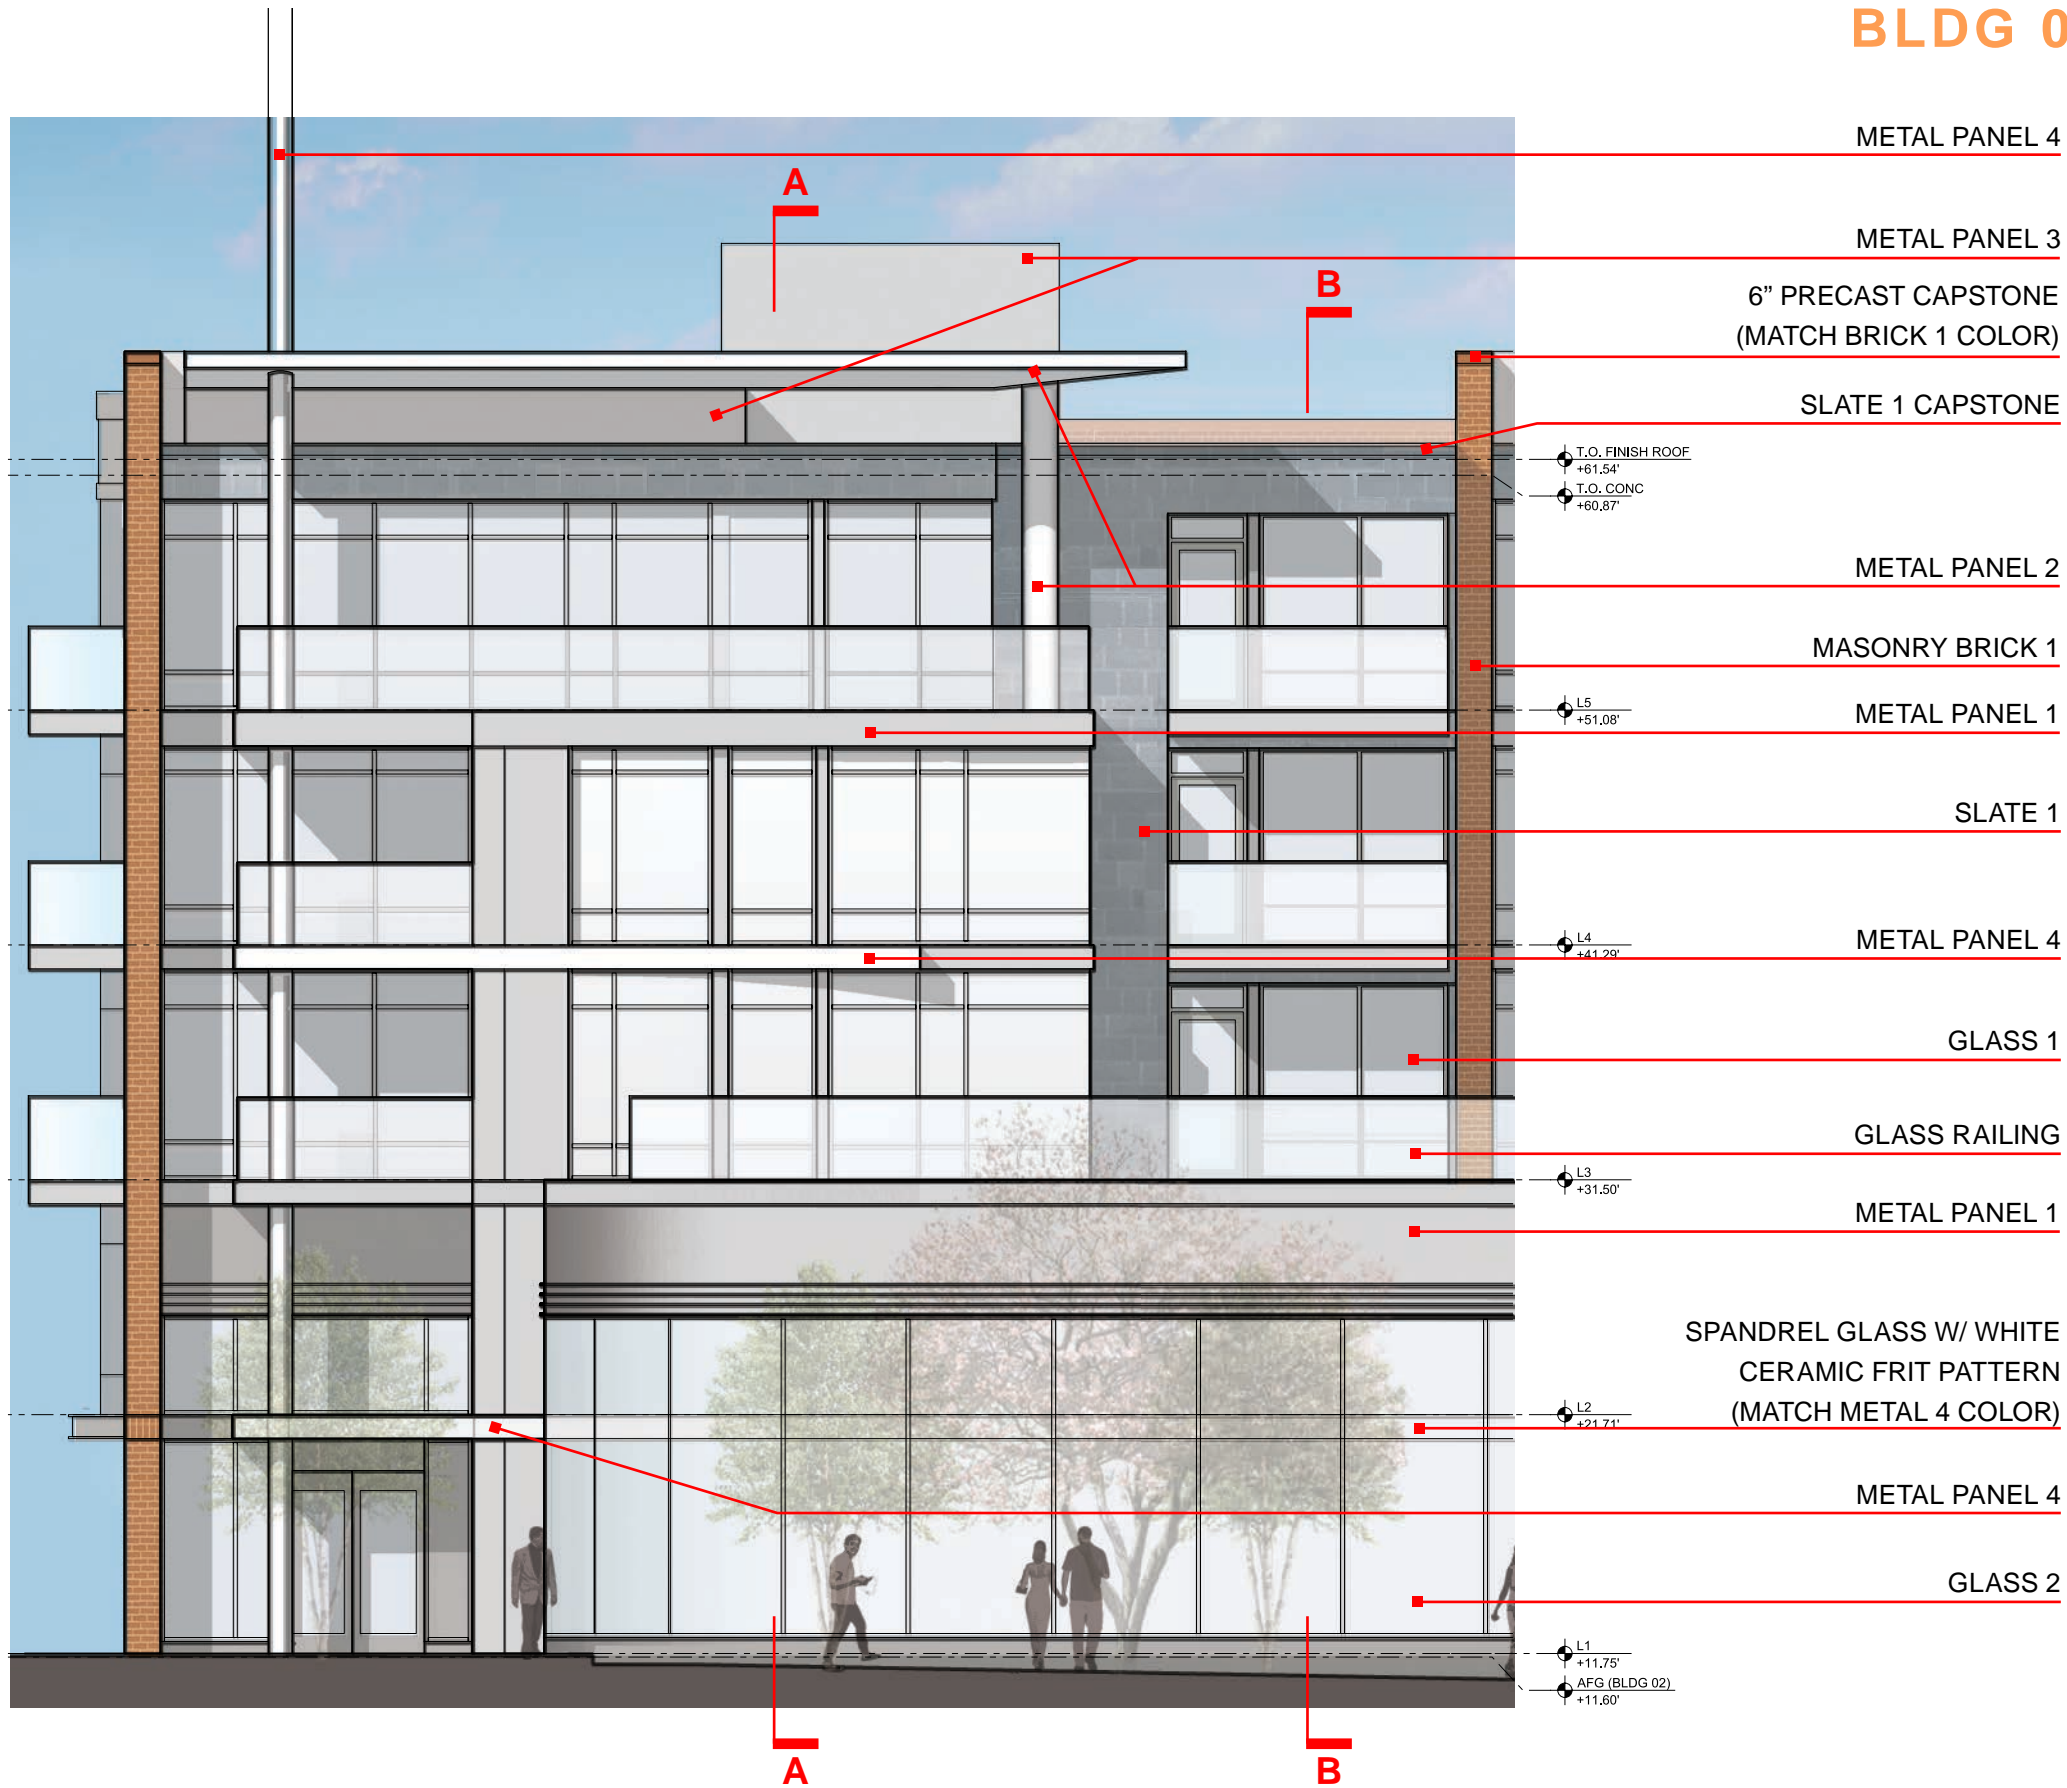 BLDG 0
METAL PANEL 4
A
METAL PANEL 3
B
6” PRECAST CAPSTONE
(MATCH BRICK 1 COLOR)
SLATE 1 CAPSTONE
T.O. FINISH ROOF
+61.54'
T.O. CONC
+60.87'
METAL PANEL 2
MASONRY BRICK 1
L5
+51.08'
METAL PANEL 1
SLATE 1
L4
+41.29'
METAL PANEL 4
GLASS 1
GLASS RAILING
L3
+31.50'
METAL PANEL 1
SPANDREL GLASS W/ WHITE
CERAMIC FRIT PATTERN
(MATCH METAL 4 COLOR)
L2
+21.71'
METAL PANEL 4
GLASS 2
L1
+11.75'
AFG (BLDG 02)
+11.60'
A
B